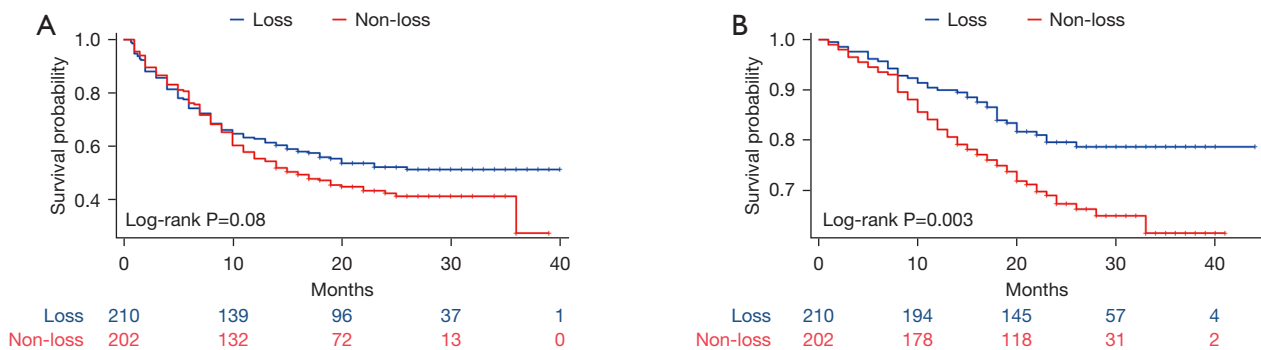 A
Loss Non-loss
Survival probability
1.0
0.8
0.6
0.4
Log-rank P=0.08
0 10 20 30 40
Months
Loss 210 139 96 37 1
Non-loss 202 132 72 13 0
B
Loss Non-loss
Survival probability
1.0
0.9
0.8
0.7
Log-rank P=0.003
0 10 20 30 40
Months
Loss 210 194 145 57 4
Non-loss 202 178 118 31 2